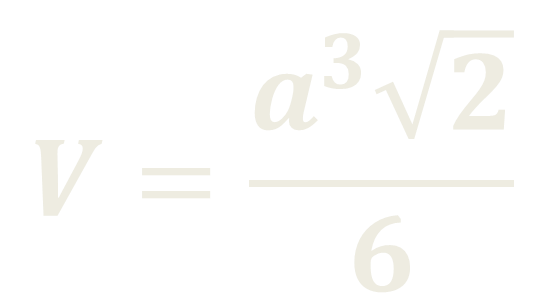 V = a³√2 / 6